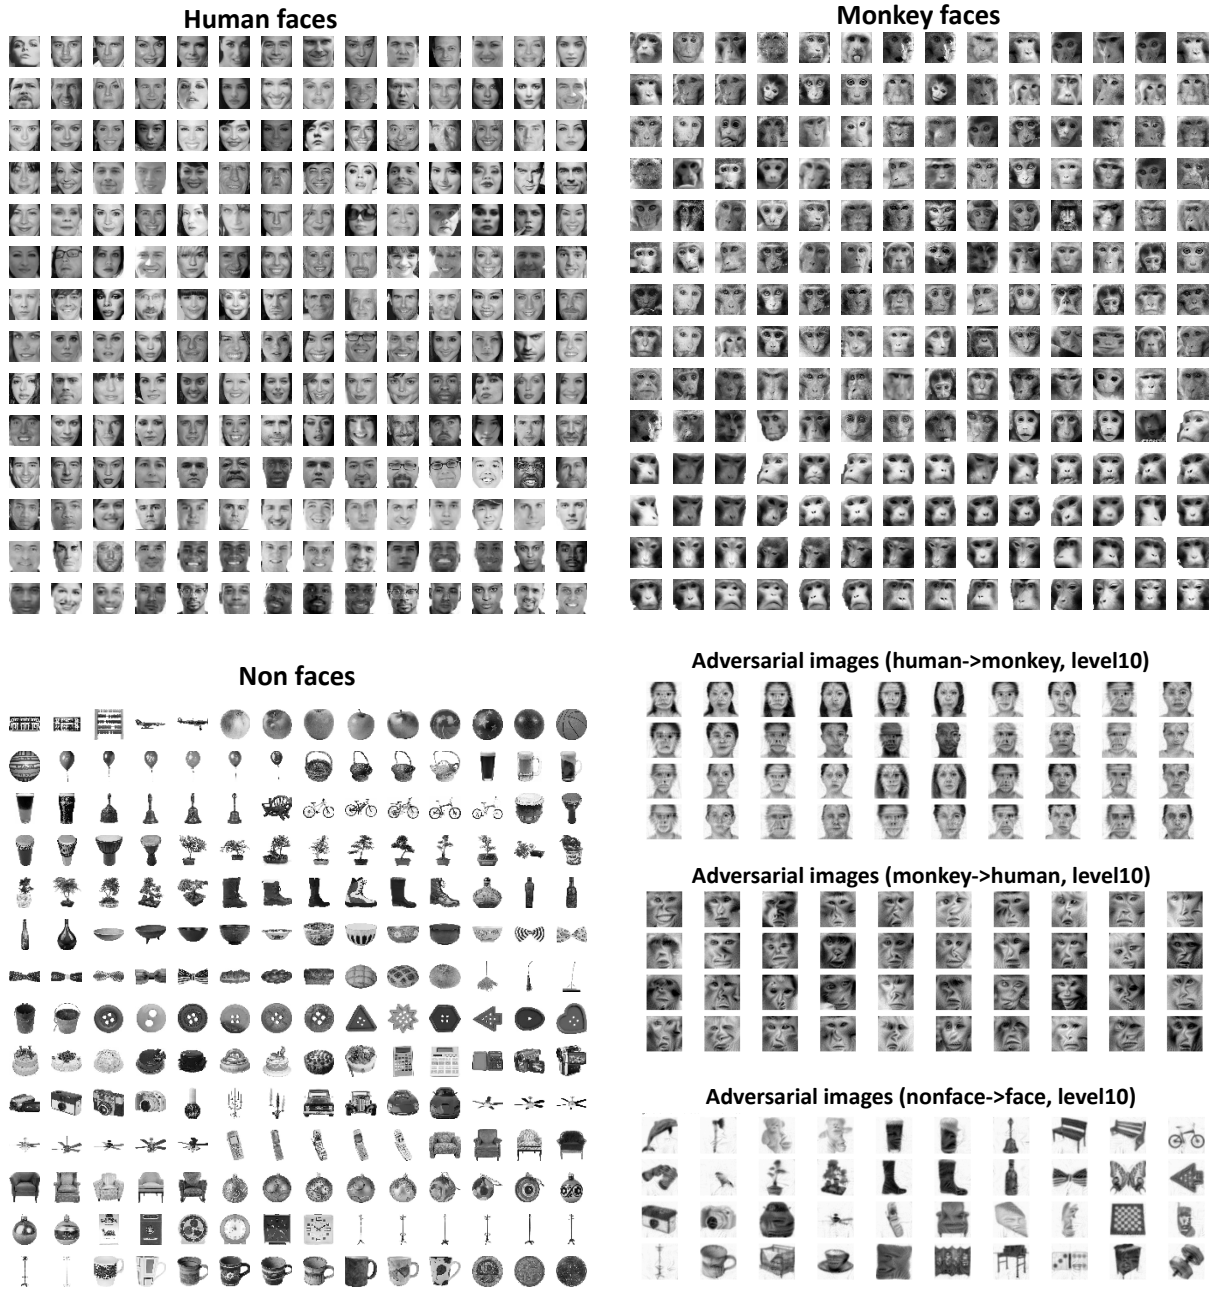 Human faces
Monkey faces
Non faces
Adversarial images (human->monkey, level10)
Adversarial images (monkey->human, level10)
Adversarial images (nonface->face, level10)